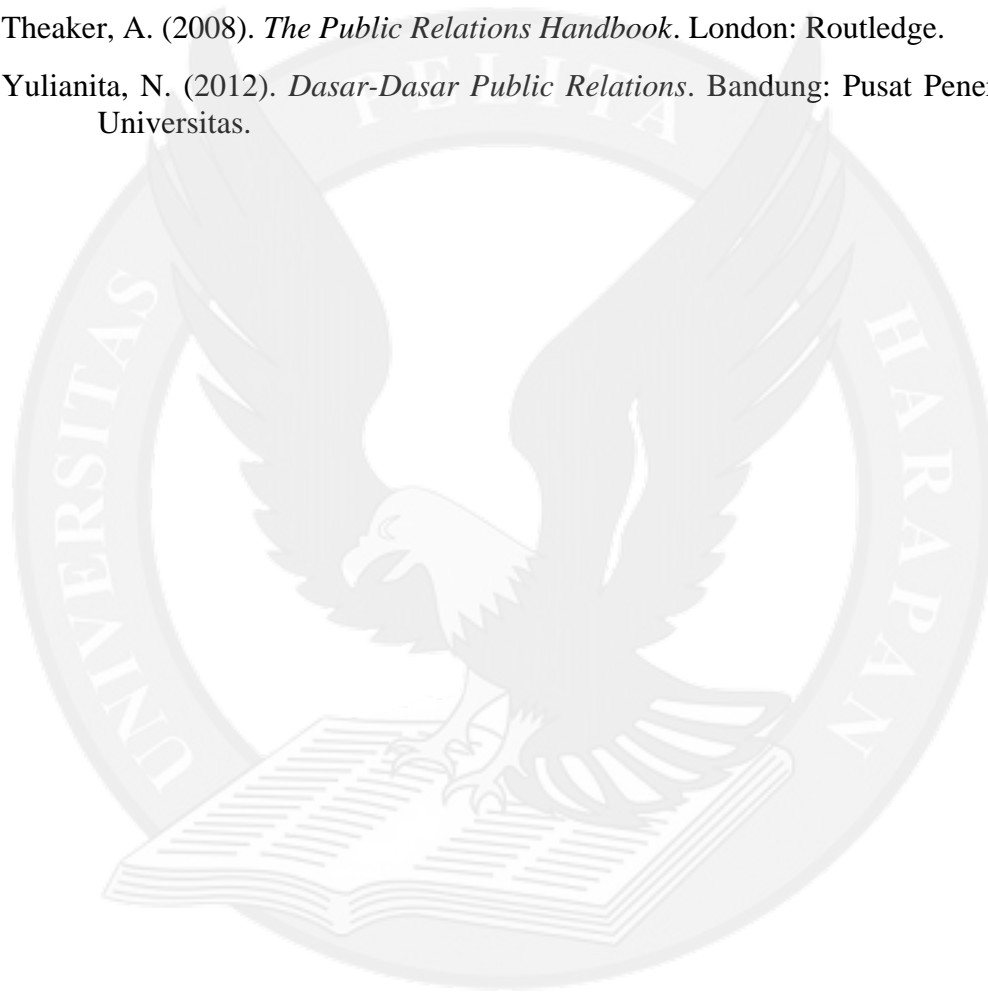 Theaker, A. (2008). The Public Relations Handbook. London: Routledge.
Yulianita, N. (2012). Dasar-Dasar Public Relations. Bandung: Pusat Pener
Universitas.
UNIVERSITAS PELITA HARAPAN